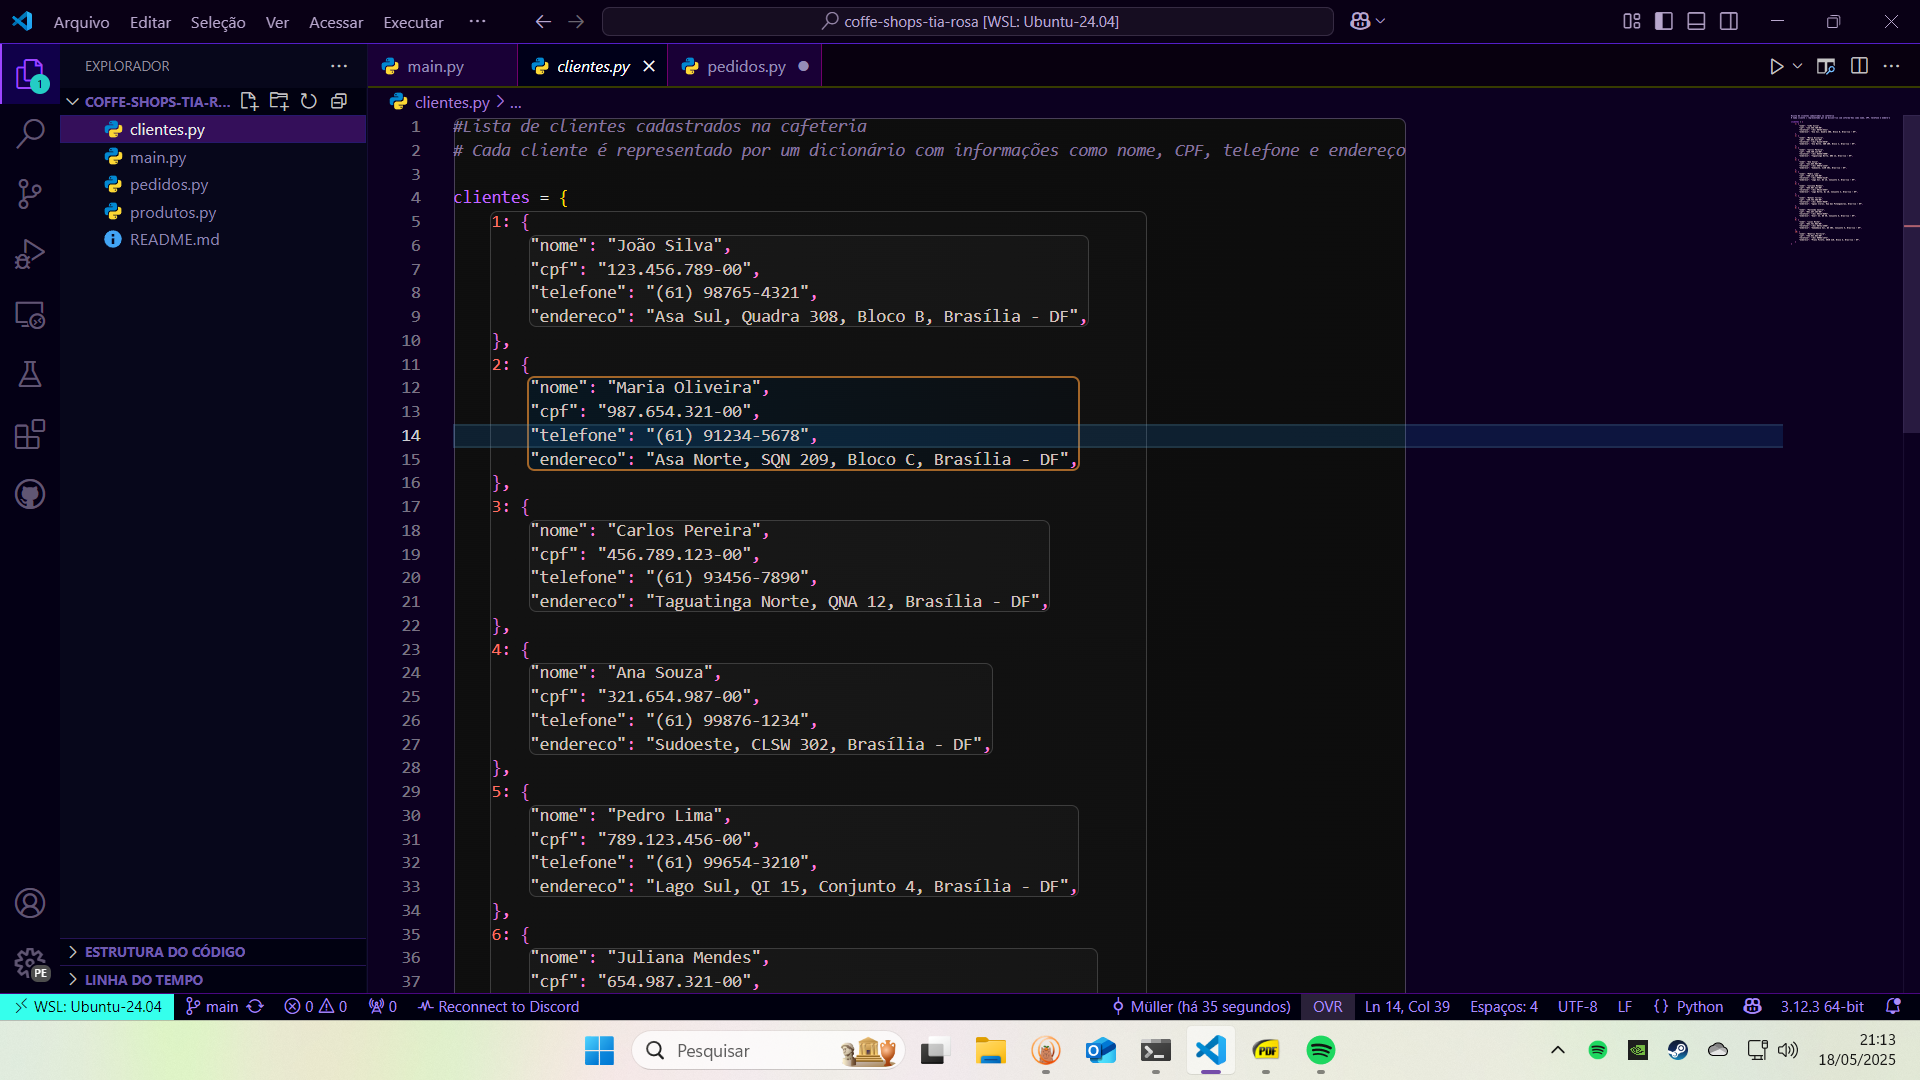 Arquivo Editar Seleção Ver Acessar Executar ···
coffe-shops-tia-rosa [WSL: Ubuntu-24.04]
EXPLORADOR
COFFE-SHOPS-TIA-R...
clientes.py
main.py
pedidos.py
produtos.py
README.md
ESTRUTURA DO CÓDIGO
LINHA DO TEMPO
1
PE
main.py clientes.py pedidos.py
clientes.py > ...
1 #Lista de clientes cadastrados na cafeteria
2 # Cada cliente é representado por um dicionário com informações como nome, CPF, telefone e endereço
3
4 clientes = {
5 1: {
6 "nome": "João Silva",
7 "cpf": "123.456.789-00",
8 "telefone": "(61) 98765-4321",
9 "endereco": "Asa Sul, Quadra 308, Bloco B, Brasília - DF",
10 },
11 2: {
12 "nome": "Maria Oliveira",
13 "cpf": "987.654.321-00",
14 "telefone": "(61) 91234-5678",
15 "endereco": "Asa Norte, SQN 209, Bloco C, Brasília - DF",
16 },
17 3: {
18 "nome": "Carlos Pereira",
19 "cpf": "456.789.123-00",
20 "telefone": "(61) 93456-7890",
21 "endereco": "Taguatinga Norte, QNA 12, Brasília - DF",
22 },
23 4: {
24 "nome": "Ana Souza",
25 "cpf": "321.654.987-00",
26 "telefone": "(61) 99876-1234",
27 "endereco": "Sudoeste, CLSW 302, Brasília - DF",
28 },
29 5: {
30 "nome": "Pedro Lima",
31 "cpf": "789.123.456-00",
32 "telefone": "(61) 99654-3210",
33 "endereco": "Lago Sul, QI 15, Conjunto 4, Brasília - DF",
34 },
35 6: {
36 "nome": "Juliana Mendes",
37 "cpf": "654.987.321-00",
WSL: Ubuntu-24.04 main 0 0 0 Reconnect to Discord Müller (há 35 segundos) OVR Ln 14, Col 39 Espaços: 4 UTF-8 LF {} Python 3.12.3 64-bit
Pesquisar
PDF
21:13
18/05/2025